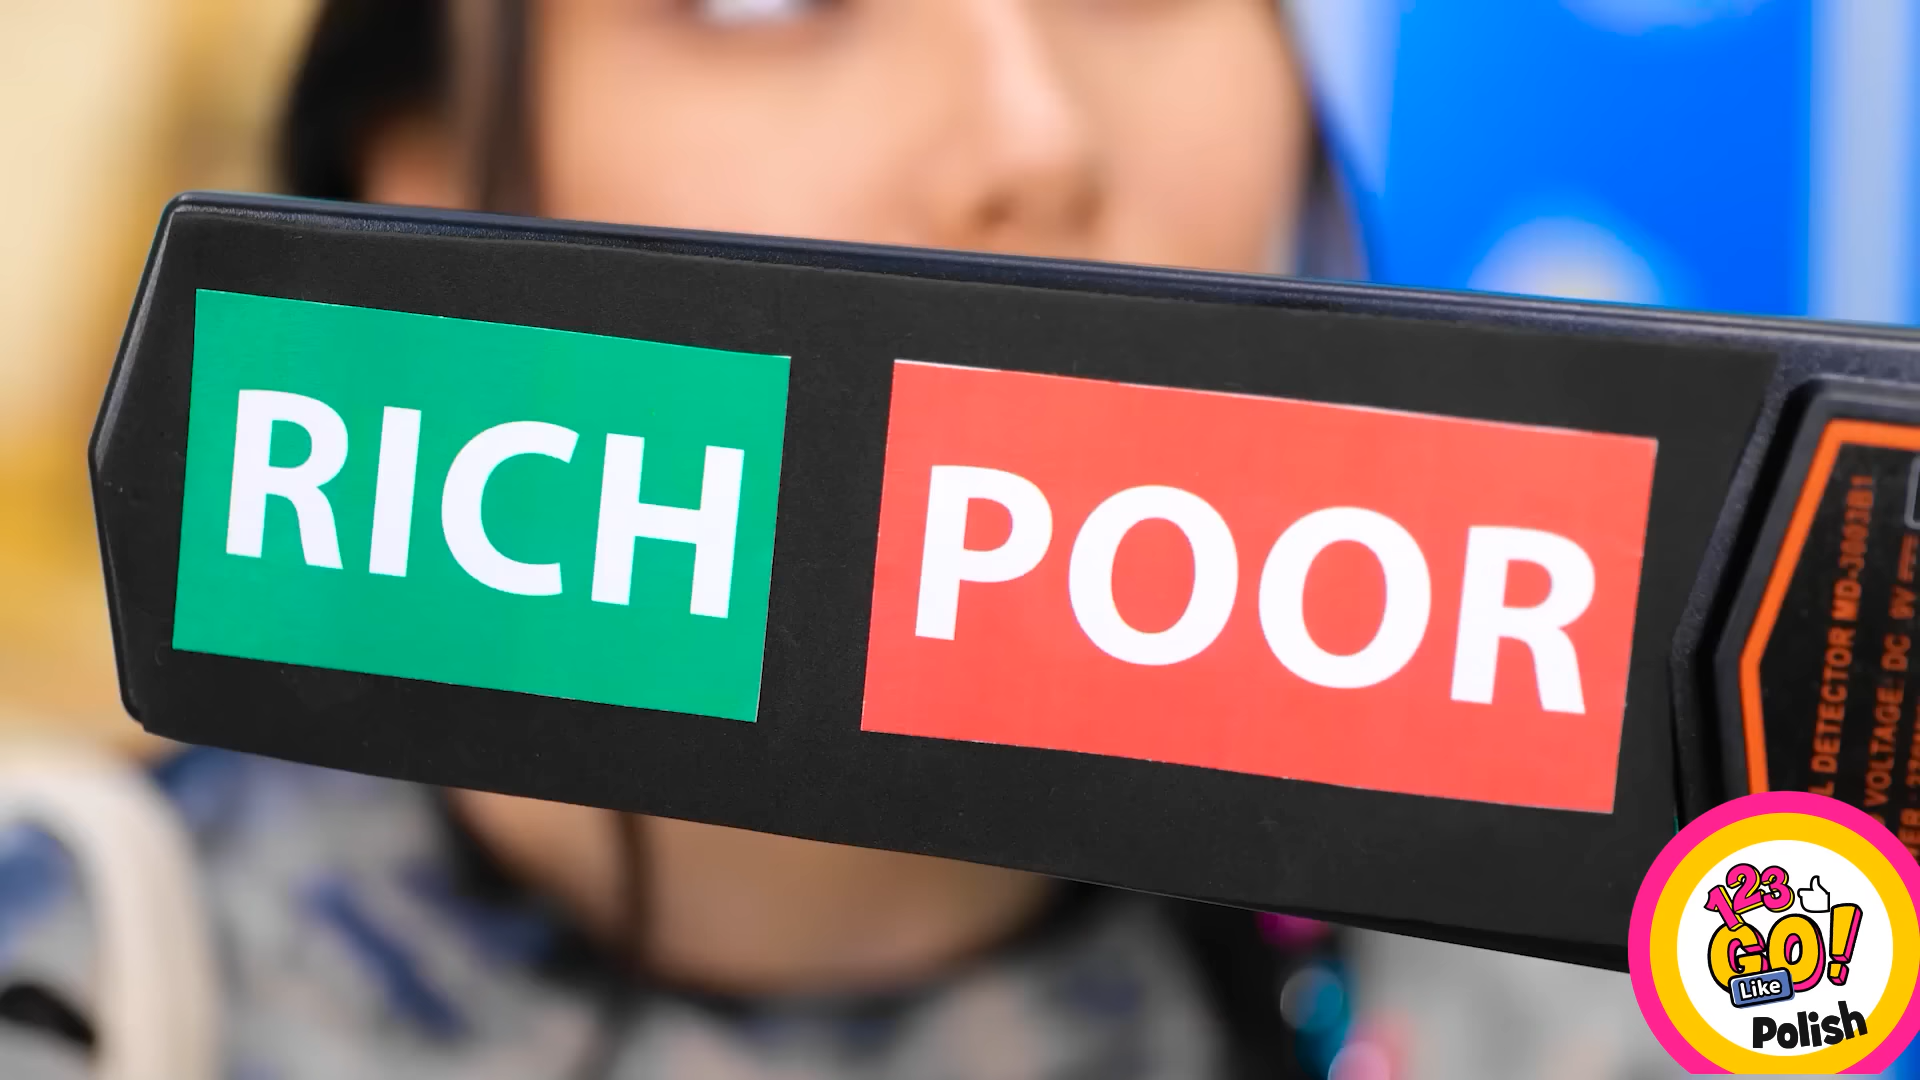 RICH
POOR
L DETECTOR MD-3003B1
VOLTAGE: DC 9V
123
GO!
Like
Polish